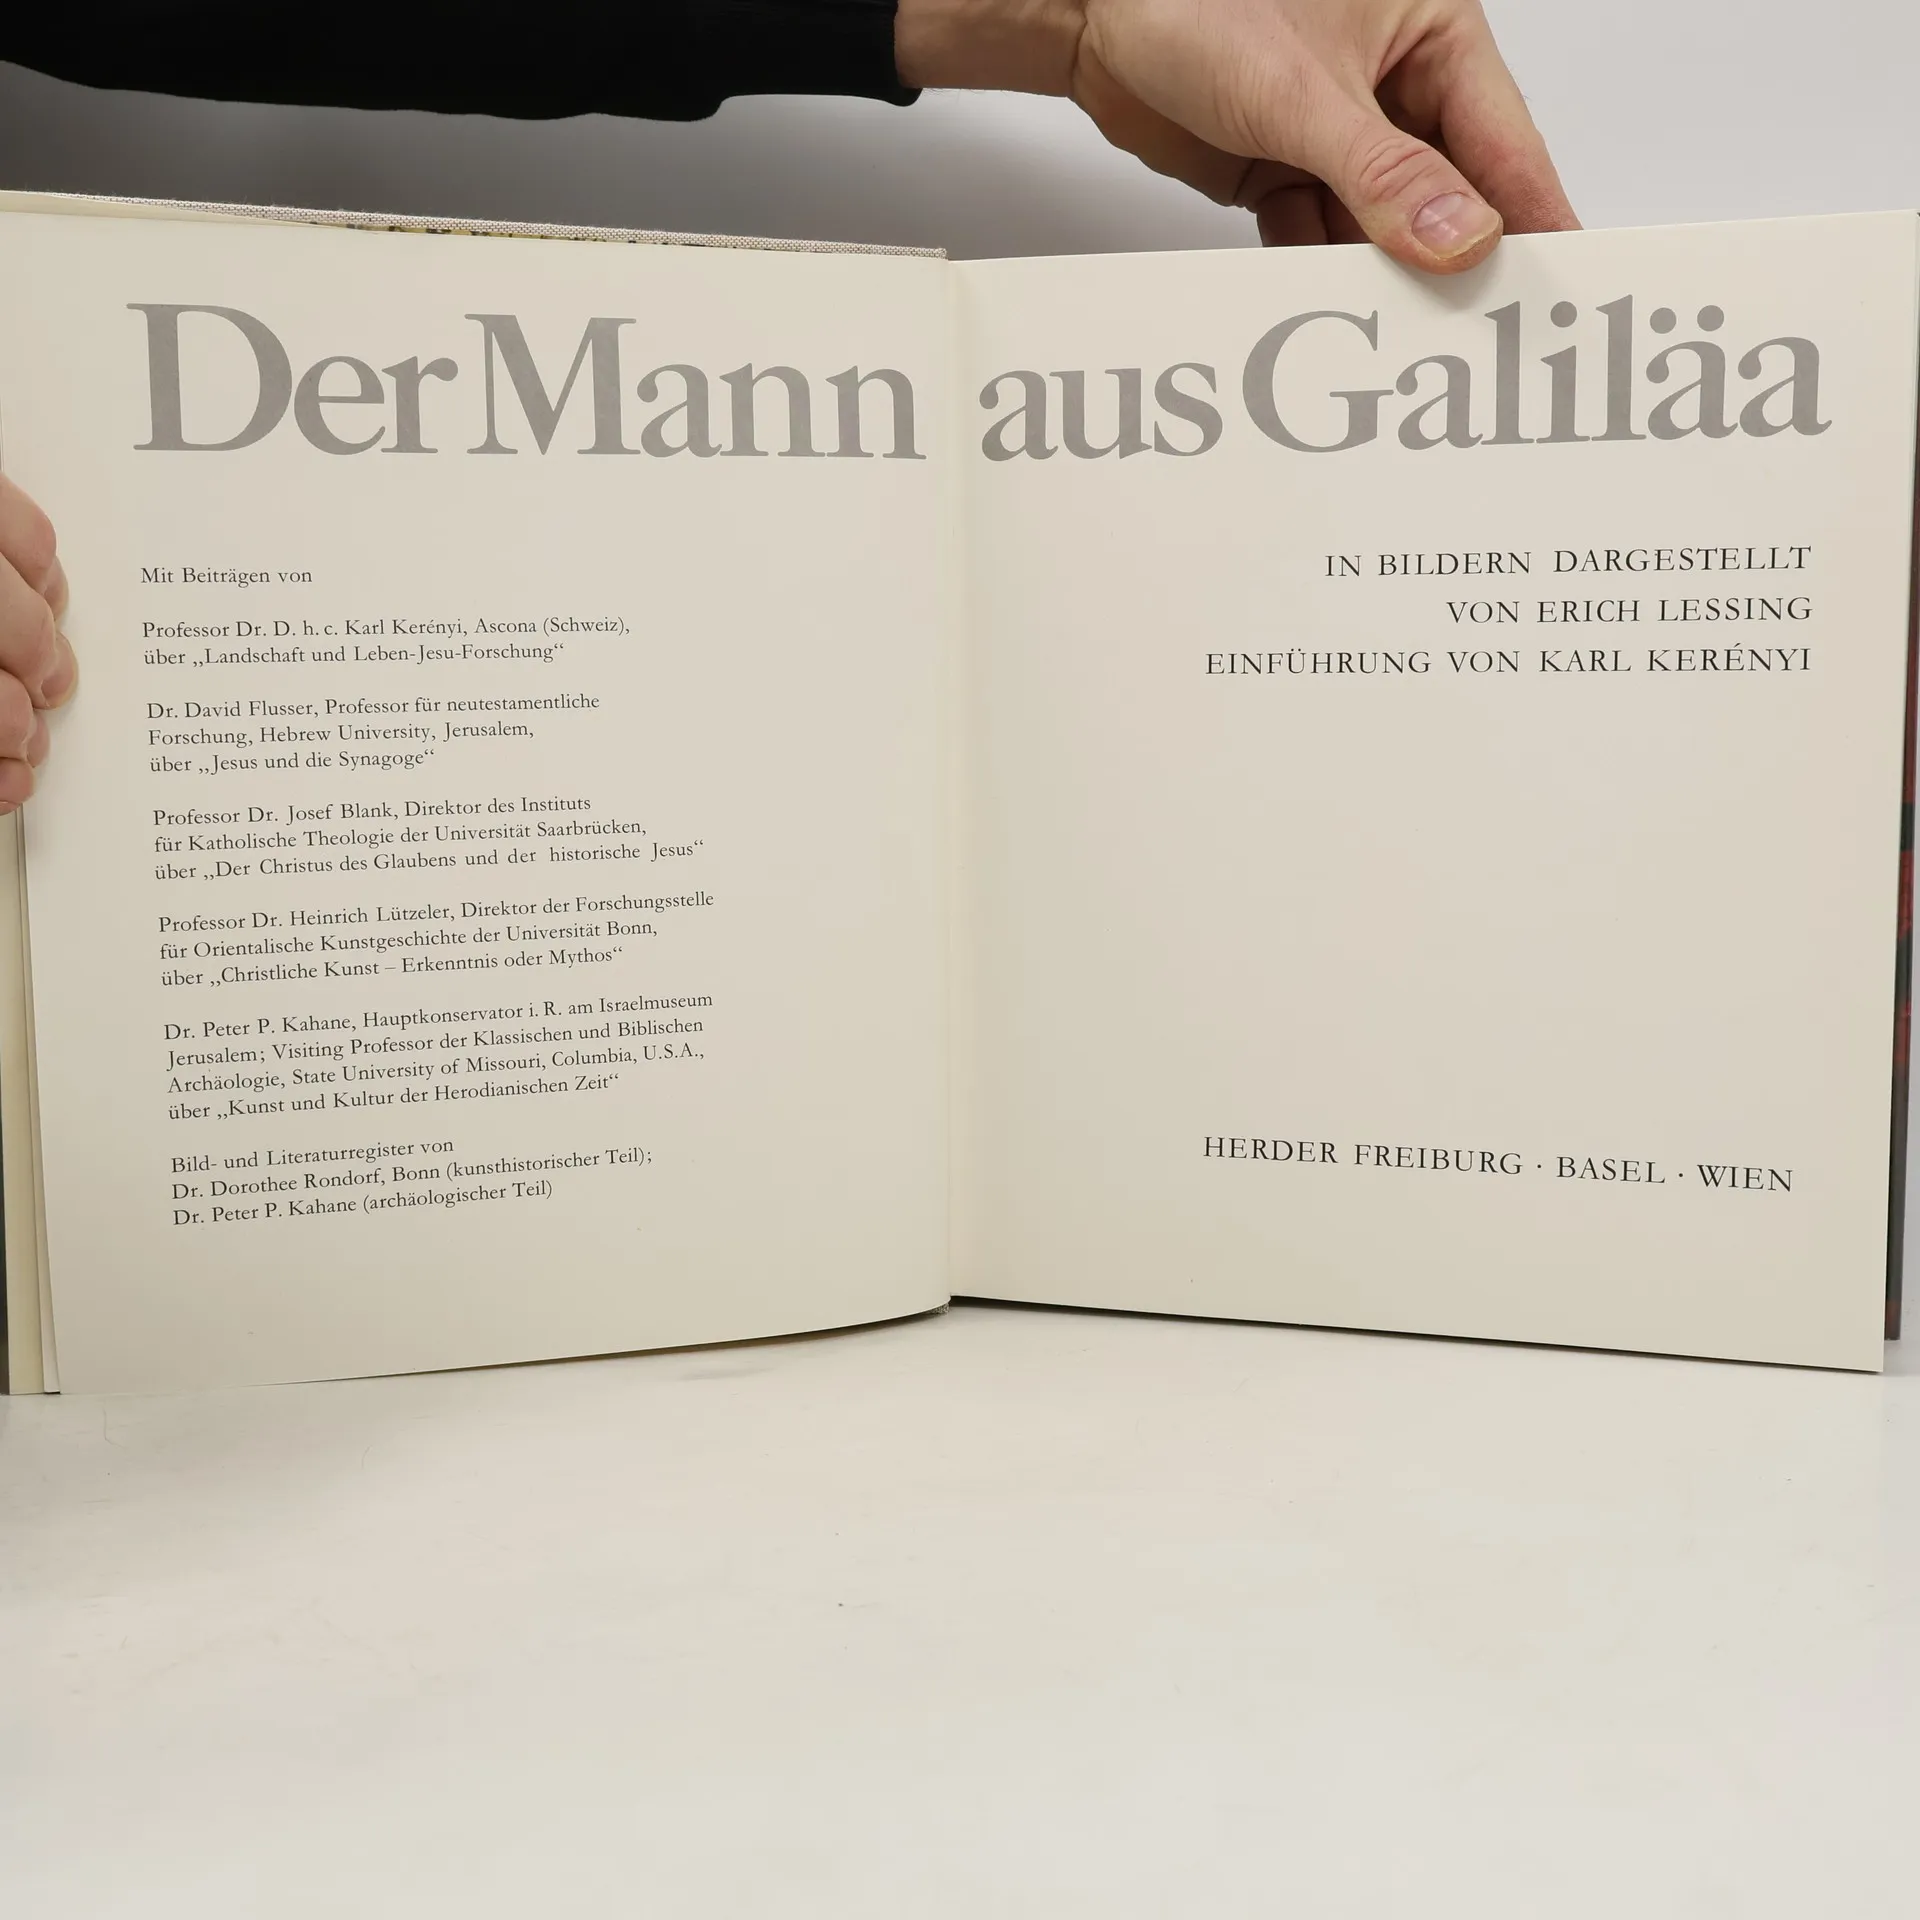 Der Mann aus Galiläa
Mit Beiträgen von
Professor Dr. D. h. c. Karl Kerényi, Ascona (Schweiz),
über „Landschaft und Leben-Jesu-Forschung“
Dr. David Flusser, Professor für neutestamentliche
Forschung, Hebrew University, Jerusalem,
über „Jesus und die Synagoge“
Professor Dr. Josef Blank, Direktor des Instituts
für Katholische Theologie der Universität Saarbrücken,
über „Der Christus des Glaubens und der historische Jesus“
Professor Dr. Heinrich Lützeler, Direktor der Forschungsstelle
für Orientalische Kunstgeschichte der Universität Bonn,
über „Christliche Kunst – Erkenntnis oder Mythos“
Dr. Peter P. Kahane, Hauptkonservator i. R. am Israelmuseum
Jerusalem; Visiting Professor der Klassischen und Biblischen
Archäologie, State University of Missouri, Columbia, U.S.A.,
über „Kunst und Kultur der Herodianischen Zeit“
Bild- und Literaturregister von
Dr. Dorothee Rondorf, Bonn (kunsthistorischer Teil);
Dr. Peter P. Kahane (archäologischer Teil)
IN BILDERN DARGESTELLT
VON ERICH LESSING
EINFÜHRUNG VON KARL KERÉNYI
HERDER FREIBURG · BASEL · WIEN